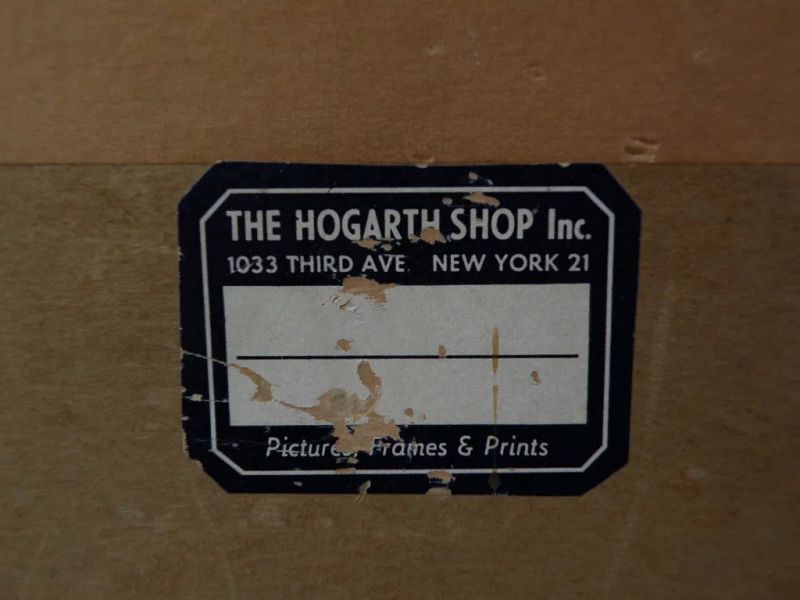 THE HOGARTH SHOP Inc.
1033 THIRD AVE. NEW YORK 21
Pictures, Frames & Prints